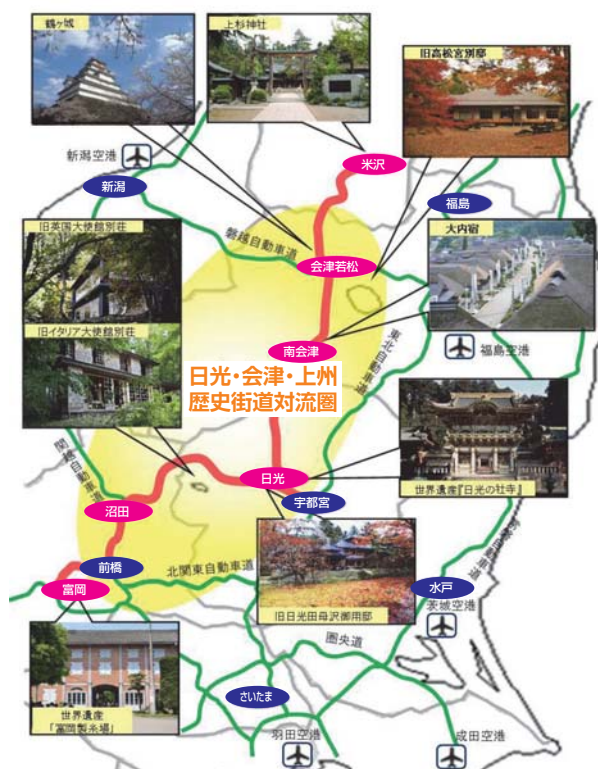 鶴ヶ城
上杉神社
旧高松宮別邸
新潟空港
米沢
新潟
福島
旧英国大使館別荘
磐越自動車道
大内宿
会津若松
旧イタリア大使館別荘
南会津
東北自動車道
福島空港
日光・会津・上州
歴史街道対流圏
関越自動車道
日光
世界遺産『日光の社寺』
沼田
宇都宮
前橋
北関東自動車道
富岡
水戸
旧日光田母沢御用邸
茨城空港
圏央道
さいたま
世界遺産
「富岡製糸場」
羽田空港
成田空港